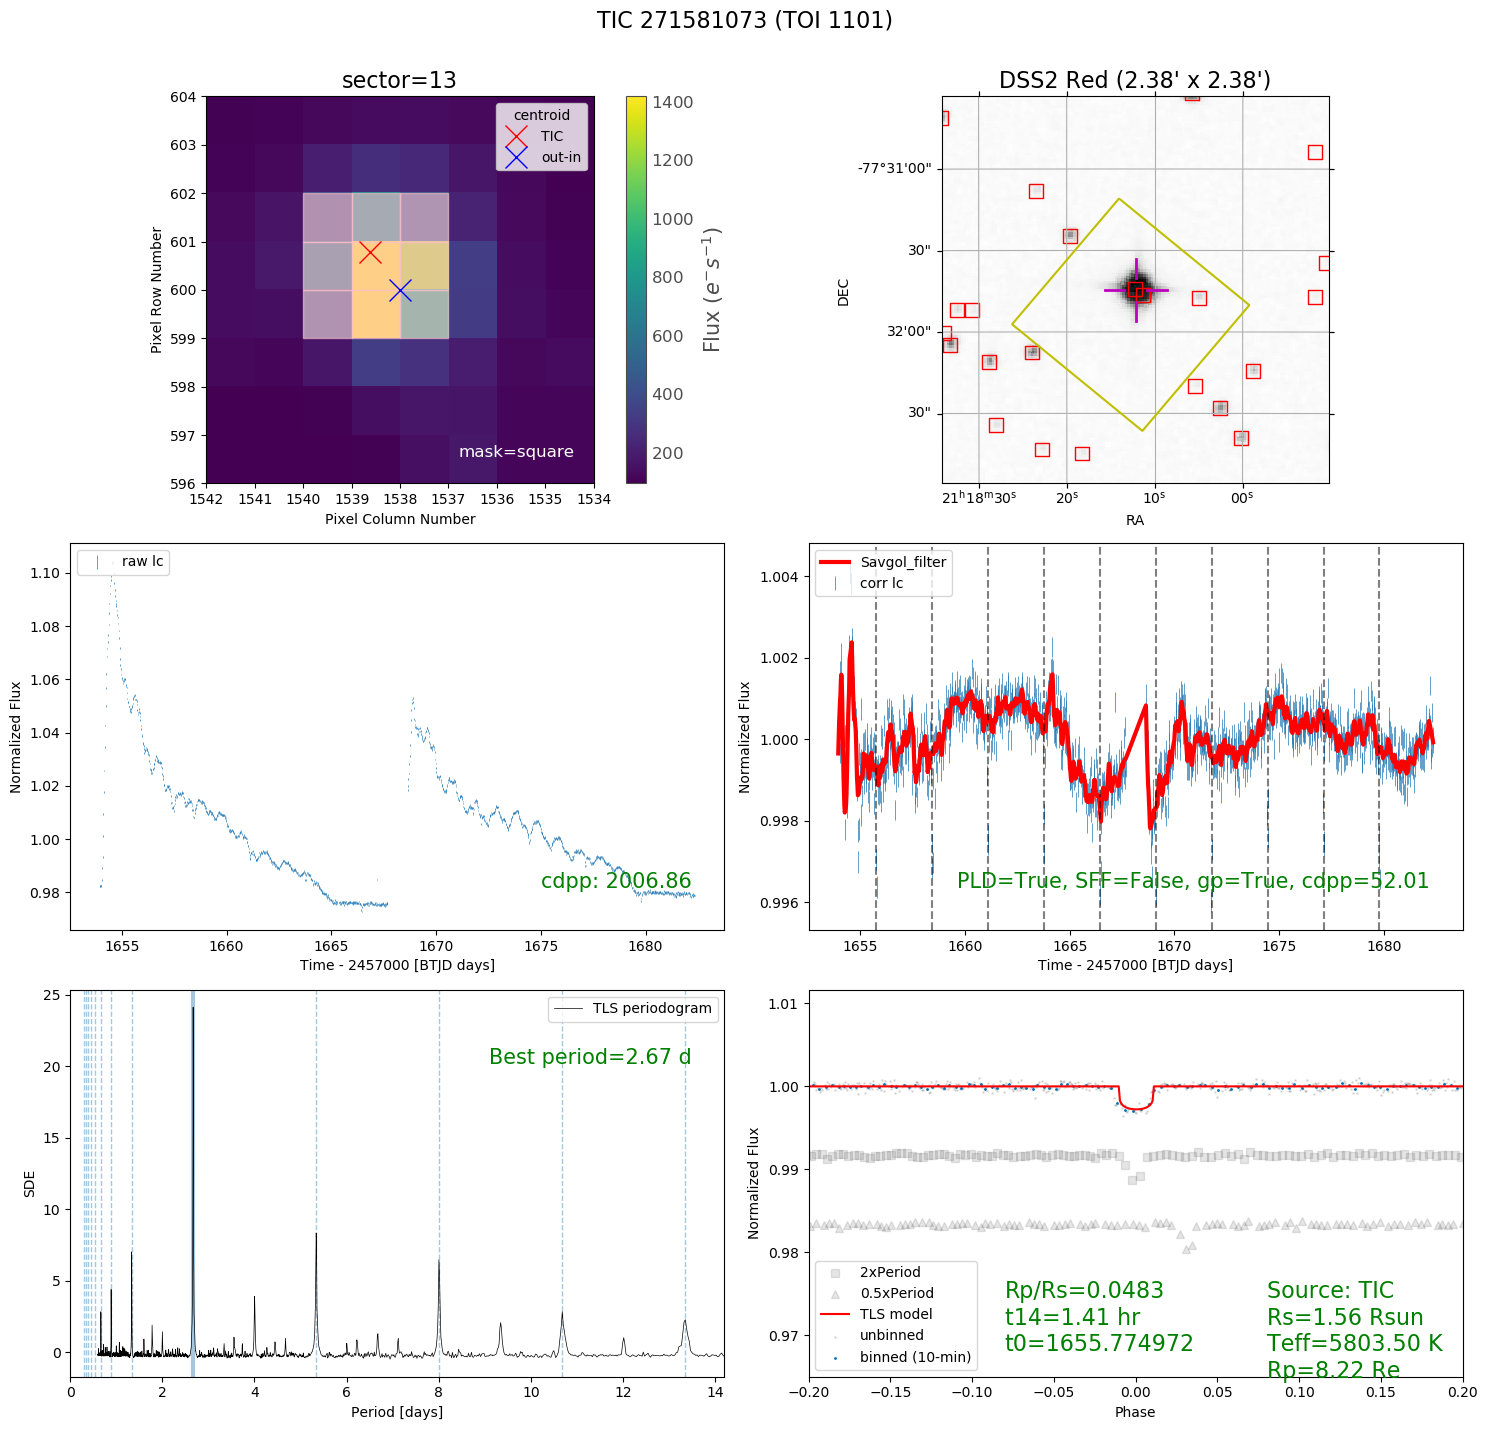 TIC 271581073 (TOI 1101)
sector=13
604
603
602
601
600
599
598
597
596
Pixel Row Number
centroid
TIC
out-in
mask=square
1542 1541 1540 1539 1538 1537 1536 1535 1534
Pixel Column Number
1400
1200
1000
800
600
400
200
Flux (e⁻s⁻¹)
DSS2 Red (2.38' x 2.38')
-77°31'00"
30"
32'00"
30"
DEC
21ʰ18ᵐ30ˢ 20ˢ 10ˢ 00ˢ
RA
raw lc
1.10
1.08
1.06
1.04
1.02
1.00
0.98
Normalized Flux
cdpp: 2006.86
1655 1660 1665 1670 1675 1680
Time - 2457000 [BTJD days]
Savgol_filter
corr lc
1.004
1.002
1.000
0.998
0.996
Normalized Flux
PLD=True, SFF=False, gp=True, cdpp=52.01
1655 1660 1665 1670 1675 1680
Time - 2457000 [BTJD days]
TLS periodogram
Best period=2.67 d
25
20
15
10
5
0
SDE
0 2 4 6 8 10 12 14
Period [days]
1.01
1.00
0.99
0.98
0.97
Normalized Flux
2xPeriod
0.5xPeriod
TLS model
unbinned
binned (10-min)
Rp/Rs=0.0483
t14=1.41 hr
t0=1655.774972
Source: TIC
Rs=1.56 Rsun
Teff=5803.50 K
Rp=8.22 Re
−0.20 −0.15 −0.10 −0.05 0.00 0.05 0.10 0.15 0.20
Phase